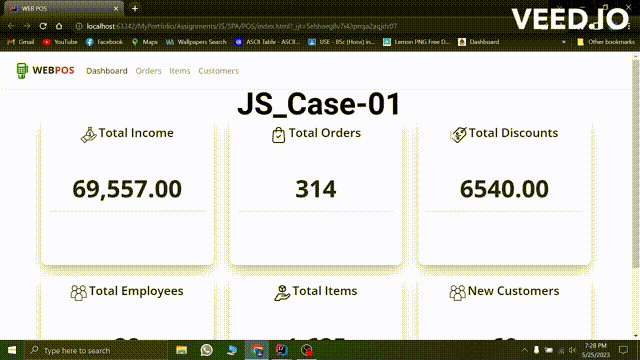 WEB POS
VEED.IO
localhost:63342/MyPortfolio/Assignments/JS/SPA/POS/index.html?_ijt=
Gmail YouTube Facebook Maps Wallpapers Search ASCII Table - ASCII... IJSE - BSc (Hons) in... Lemon PNG Free D... Dashboard » Other bookmarks
WEBPOS Dashboard Orders Items Customers
JS_Case-01
Total Income Total Orders Total Discounts
69,557.00 314 6540.00
Total Employees Total Items New Customers
Type here to search
7:28 PM
5/25/2023